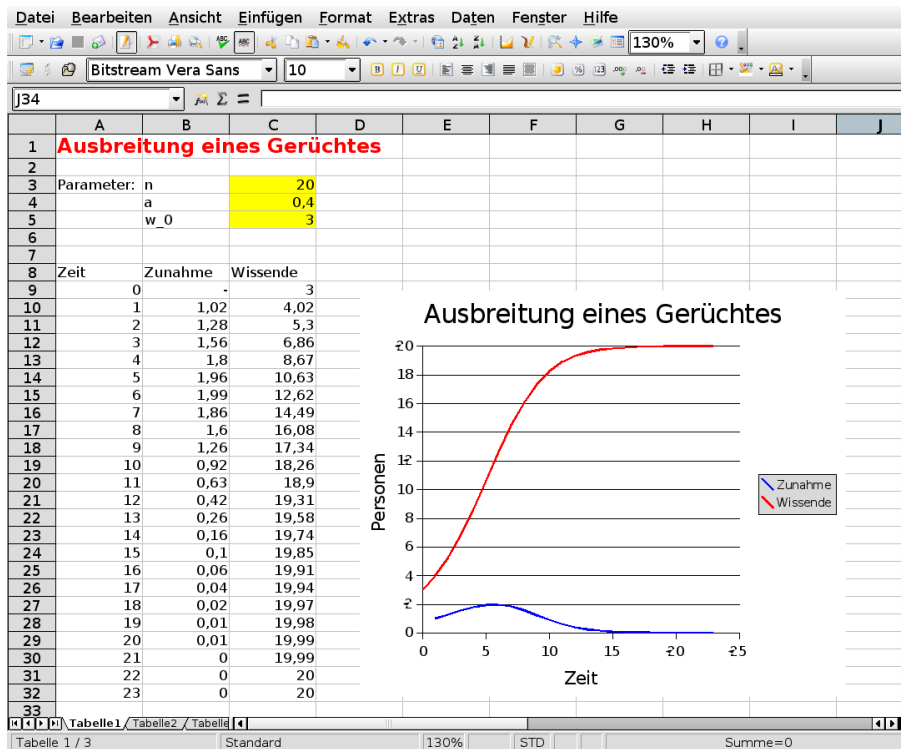 Datei Bearbeiten Ansicht Einfügen Format Extras Daten Fenster Hilfe
130%
Bitstream Vera Sans 10
J34 f(x) Σ =
A B C D E F G H I J
1 Ausbreitung eines Gerüchtes
2
3 Parameter: n 20
4 a 0,4
5 w_0 3
6
7
8 Zeit Zunahme Wissende
9 0 - 3
10 1 1,02 4,02
11 2 1,28 5,3
12 3 1,56 6,86
13 4 1,8 8,67
14 5 1,96 10,63
15 6 1,99 12,62
16 7 1,86 14,49
17 8 1,6 16,08
18 9 1,26 17,34
19 10 0,92 18,26
20 11 0,63 18,9
21 12 0,42 19,31
22 13 0,26 19,58
23 14 0,16 19,74
24 15 0,1 19,85
25 16 0,06 19,91
26 17 0,04 19,94
27 18 0,02 19,97
28 19 0,01 19,98
29 20 0,01 19,99
30 21 0 19,99
31 22 0 20
32 23 0 20
33
Ausbreitung eines Gerüchtes
20
18
16
14
12
10
8
6
4
2
0
0 5 10 15 20 25
Personen
Zeit
Zunahme
Wissende
Tabelle1 Tabelle2 Tabelle
Tabelle 1 / 3 Standard 130% STD Summe=0